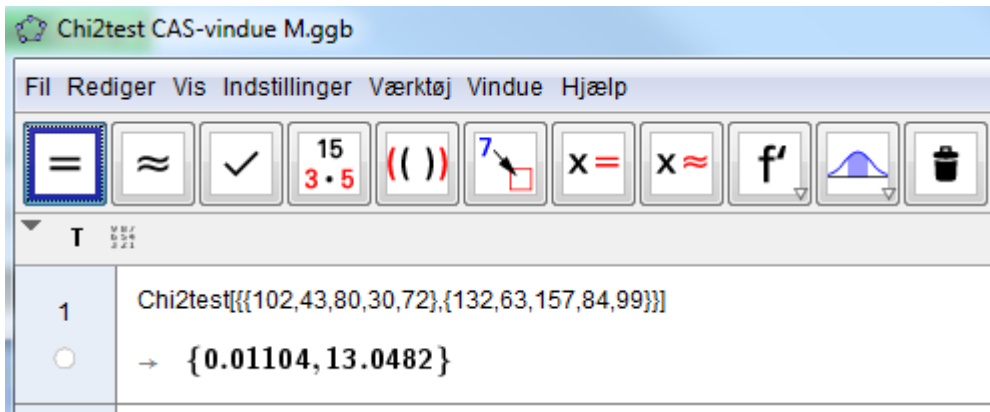 Chi2test CAS-vindue M.ggb
Fil Rediger Vis Indstillinger Værktøj Vindue Hjælp
= ≈ ✓ 15 3·5 (( )) 7 x= x≈ f′
T
1 Chi2test[{{102,43,80,30,72},{132,63,157,84,99}}]
→ {0.01104, 13.0482}